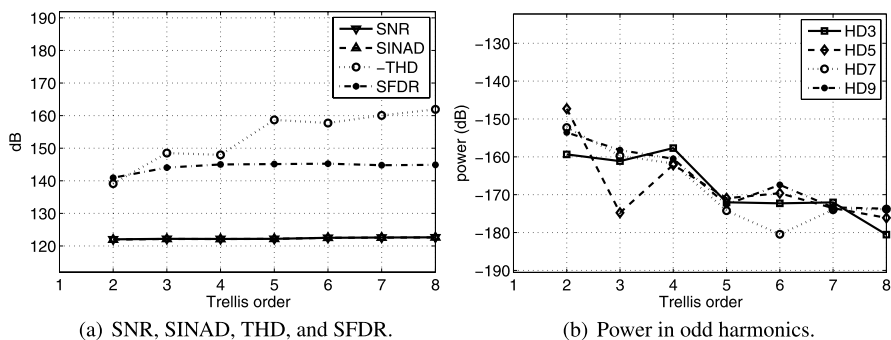 190
180
170
160
150
140
130
120
dB
1 2 3 4 5 6 7 8
Trellis order
SNR
SINAD
−THD
SFDR
(a) SNR, SINAD, THD, and SFDR.
−130
−140
−150
−160
−170
−180
−190
power (dB)
1 2 3 4 5 6 7 8
Trellis order
HD3
HD5
HD7
HD9
(b) Power in odd harmonics.